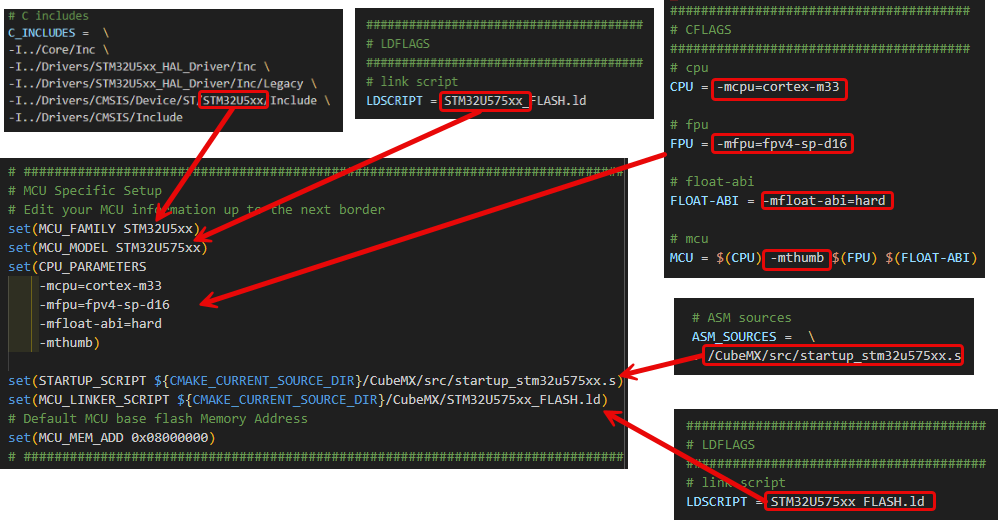 # C includes
C_INCLUDES = \
-I../Core/Inc \
-I../Drivers/STM32U5xx_HAL_Driver/Inc \
-I../Drivers/STM32U5xx_HAL_Driver/Inc/Legacy \
-I../Drivers/CMSIS/Device/ST/STM32U5xx/Include \
-I../Drivers/CMSIS/Include
#######################################
# LDFLAGS
#######################################
# link script
LDSCRIPT = STM32U575xx_FLASH.ld
#######################################
# CFLAGS
#######################################
# cpu
CPU = -mcpu=cortex-m33
# fpu
FPU = -mfpu=fpv4-sp-d16
# float-abi
FLOAT-ABI = -mfloat-abi=hard
# mcu
MCU = $(CPU) -mthumb $(FPU) $(FLOAT-ABI)
# ##############################################################################
# MCU Specific Setup
# Edit your MCU information up to the next border
set(MCU_FAMILY STM32U5xx)
set(MCU_MODEL STM32U575xx)
set(CPU_PARAMETERS
-mcpu=cortex-m33
-mfpu=fpv4-sp-d16
-mfloat-abi=hard
-mthumb)
set(STARTUP_SCRIPT ${CMAKE_CURRENT_SOURCE_DIR}/CubeMX/src/startup_stm32u575xx.s)
set(MCU_LINKER_SCRIPT ${CMAKE_CURRENT_SOURCE_DIR}/CubeMX/STM32U575xx_FLASH.ld)
# Default MCU base flash Memory Address
set(MCU_MEM_ADD 0x08000000)
# ##############################################################################
# ASM sources
ASM_SOURCES = \
/CubeMX/src/startup_stm32u575xx.s
#######################################
# LDFLAGS
#######################################
# link script
LDSCRIPT = STM32U575xx_FLASH.ld